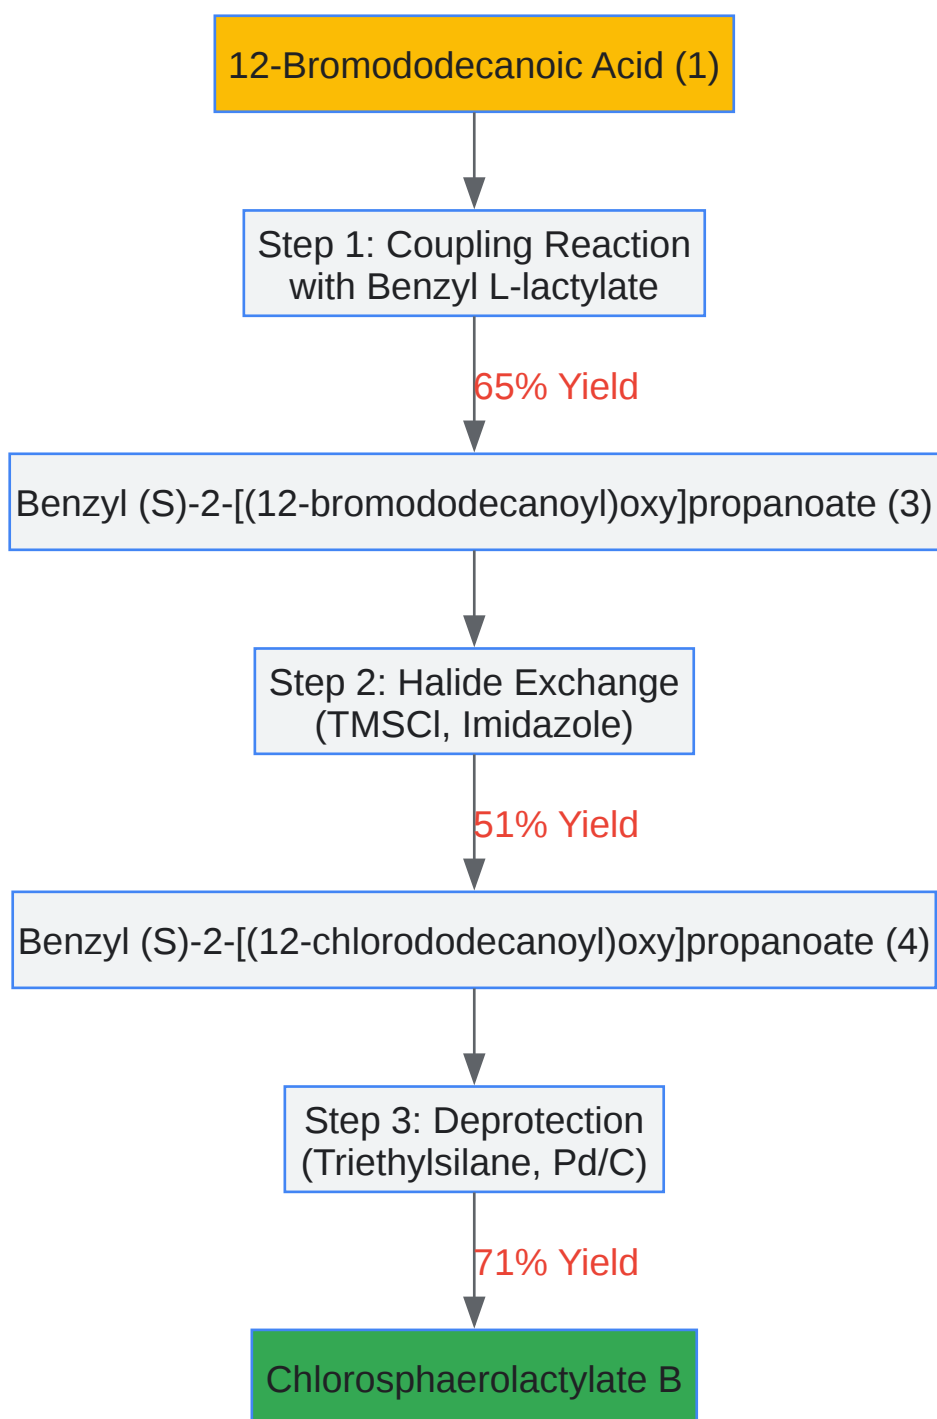 12-Bromododecanoic Acid (1)
Step 1: Coupling Reaction
with Benzyl L-lactylate
65% Yield
Benzyl (S)-2-[(12-bromododecanoyl)oxy]propanoate (3)
Step 2: Halide Exchange
(TMSCl, Imidazole)
51% Yield
Benzyl (S)-2-[(12-chlorododecanoyl)oxy]propanoate (4)
Step 3: Deprotection
(Triethylsilane, Pd/C)
71% Yield
Chlorosphaerolactylate B